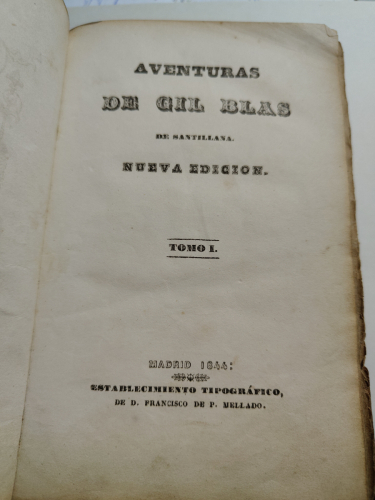 AVENTURAS
DE GIL BLAS
DE SANTILLANA.
NUEVA EDICION.
TOMO I.
MADRID 1844:
ESTABLECIMIENTO TIPOGRÁFICO,
DE D. FRANCISCO DE P. MELLADO.